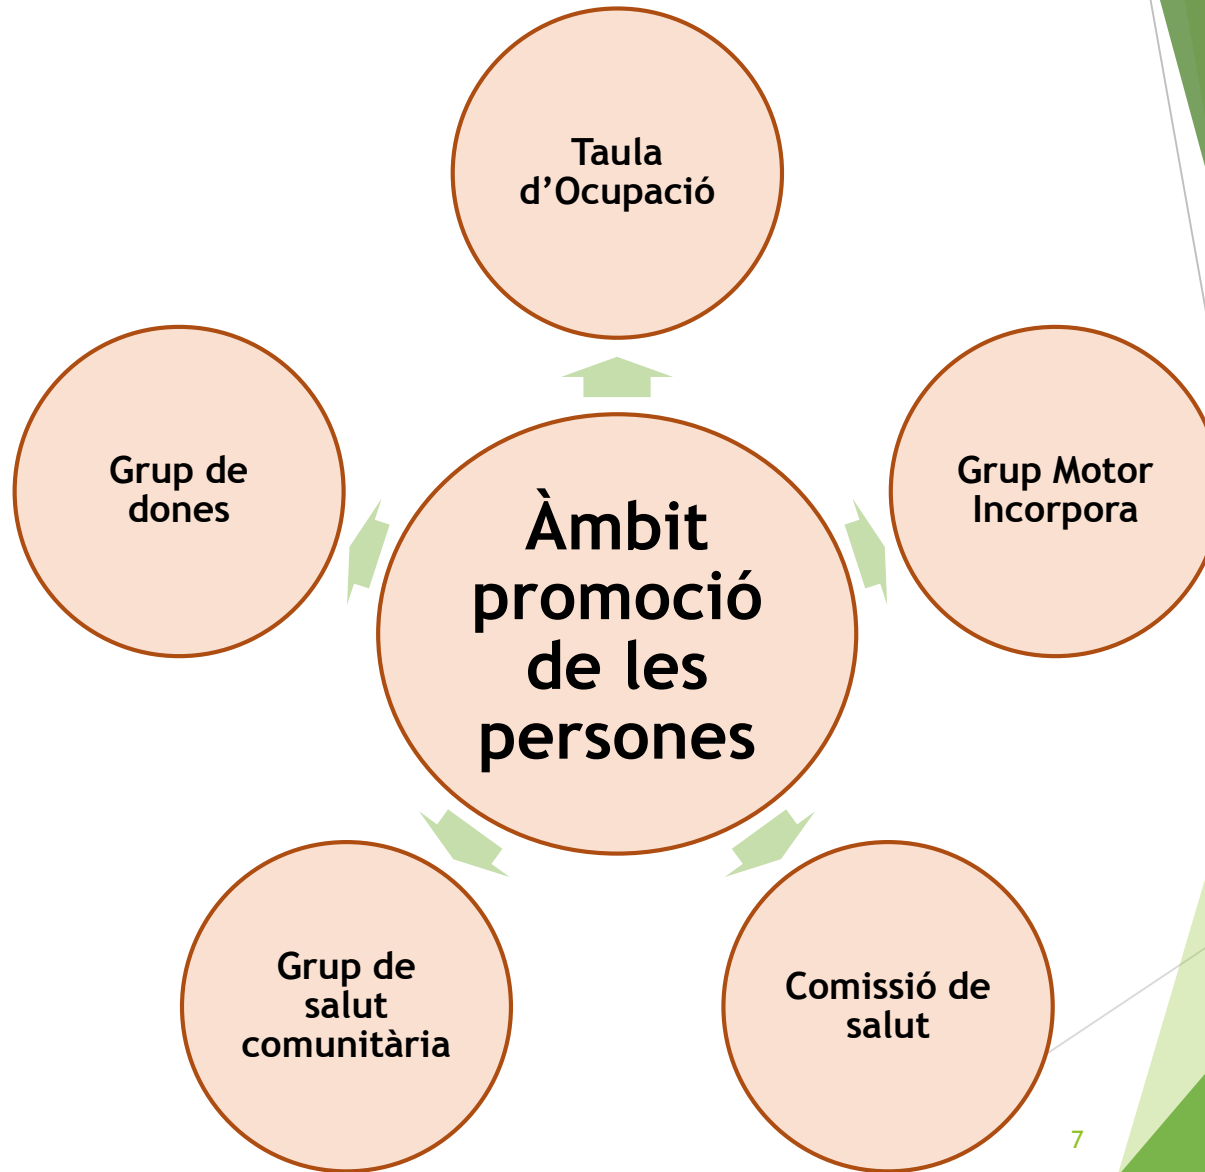 Taula
d’Ocupació
Grup de
dones
Grup Motor
Incorpora
Àmbit
promoció
de les
persones
Grup de
salut
comunitària
Comissió de
salut
7